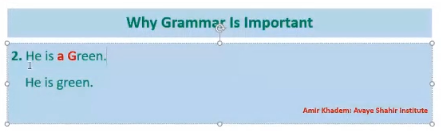 Why Grammar Is Important
2. He is a Green.
He is green.
Amir Khadem: Avaye Shahir Institute